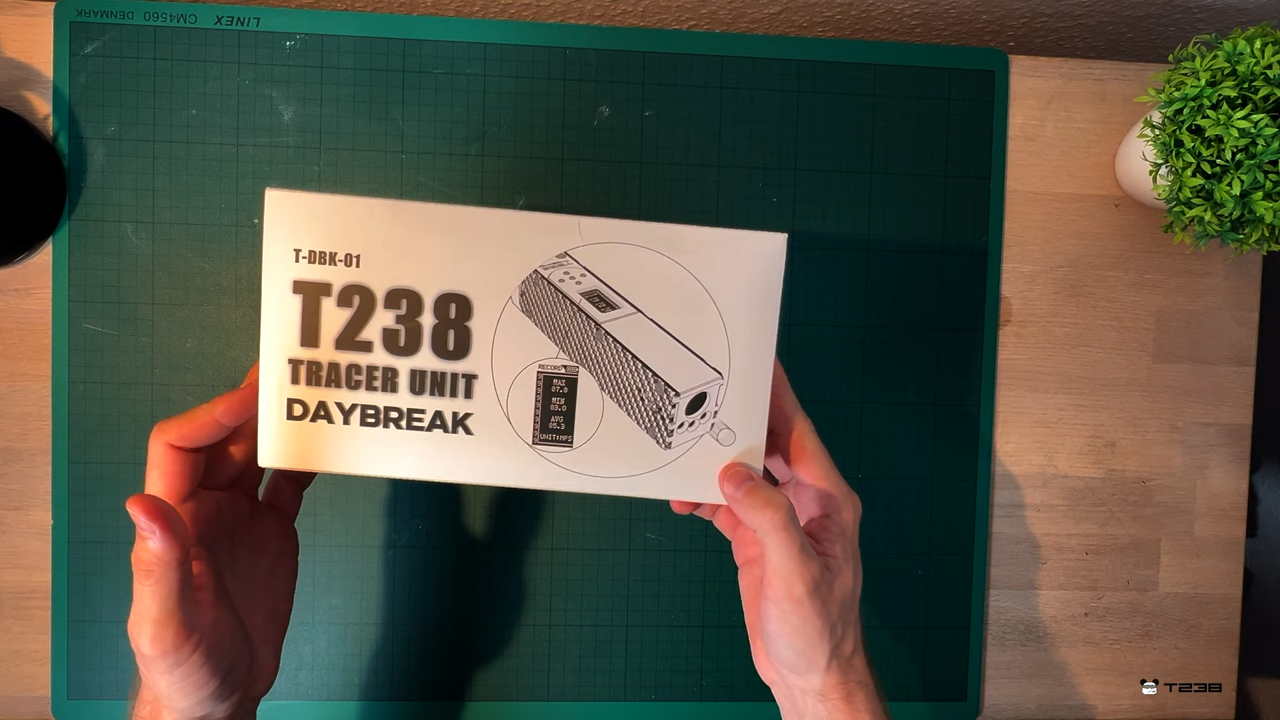 LINEX
CM4560 DENMARK
T-DBK-01
T238
TRACER UNIT
DAYBREAK
RECORD
MAX
87.0
MIN
83.0
AVG
85.3
UNIT:MPS
T238